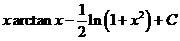 x arctan x − 1/2 ln(1 + x²) + C